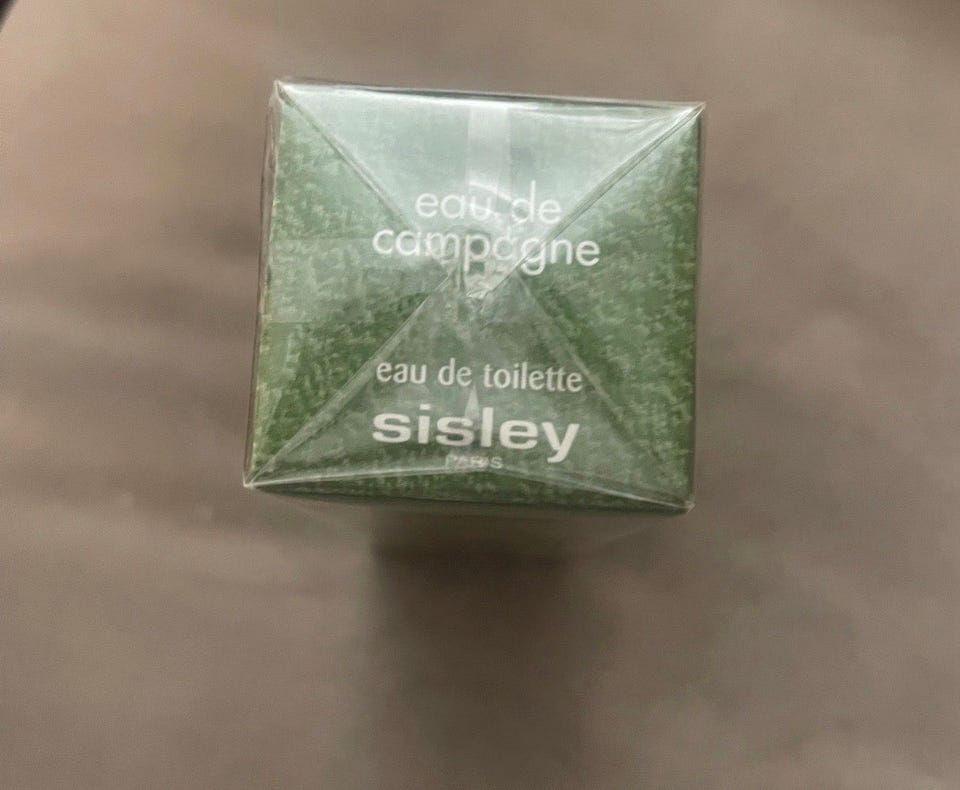 eau de
campagne
eau de toilette
sisley
PARIS